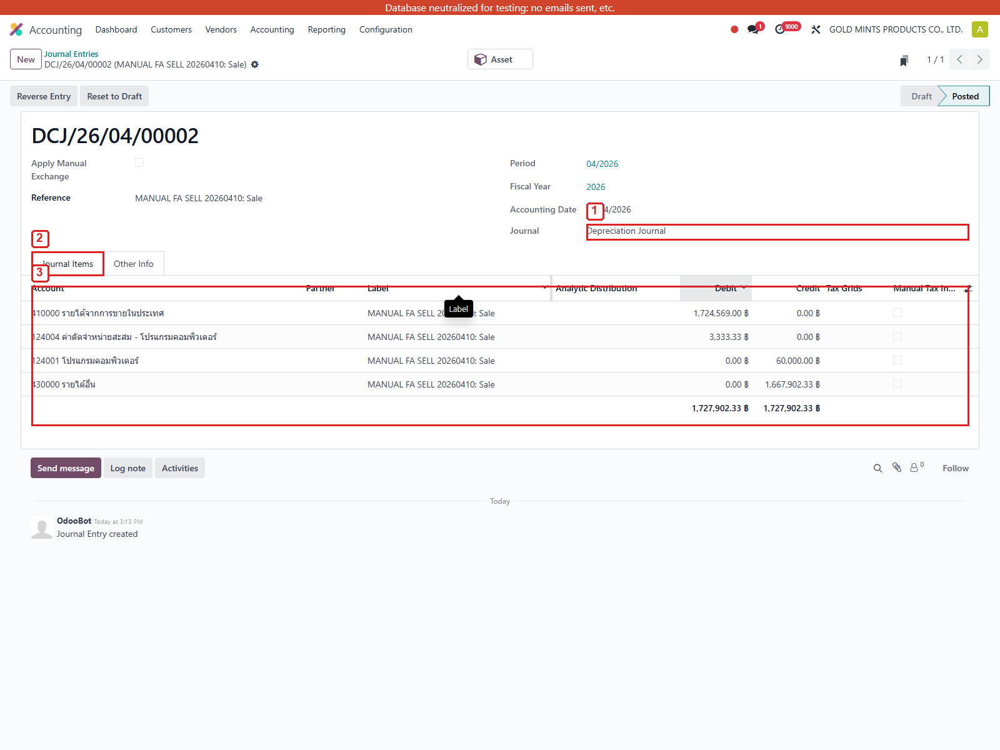 Database neutralized for testing: no emails sent, etc.
Accounting Dashboard Customers Vendors Accounting Reporting Configuration 1 1000 GOLD MINTS PRODUCTS CO., LTD. A
New Journal Entries
DCJ/26/04/00002 (MANUAL FA SELL 20260410: Sale) Asset 1 / 1
Reverse Entry Reset to Draft Draft Posted
DCJ/26/04/00002
Apply Manual Exchange
Period 04/2026
Fiscal Year 2026
Reference MANUAL FA SELL 20260410: Sale
Accounting Date 1 4/2026
Journal Depreciation Journal
2
Journal Items Other Info
3
Account Partner Label Analytic Distribution Debit Credit Tax Grids Manual Tax In...
Label
410000 รายได้จากการขายในประเทศ MANUAL FA SELL 20 : Sale 1,724,569.00 ฿ 0.00 ฿
124004 ค่าตัดจำหน่ายสะสม - โปรแกรมคอมพิวเตอร์ MANUAL FA SELL 20260410: Sale 3,333.33 ฿ 0.00 ฿
124001 โปรแกรมคอมพิวเตอร์ MANUAL FA SELL 20260410: Sale 0.00 ฿ 60,000.00 ฿
430000 รายได้อื่น MANUAL FA SELL 20260410: Sale 0.00 ฿ 1,667,902.33 ฿
1,727,902.33 ฿ 1,727,902.33 ฿
Send message Log note Activities 0 Follow
Today
OdooBot Today at 3:13 PM
Journal Entry created